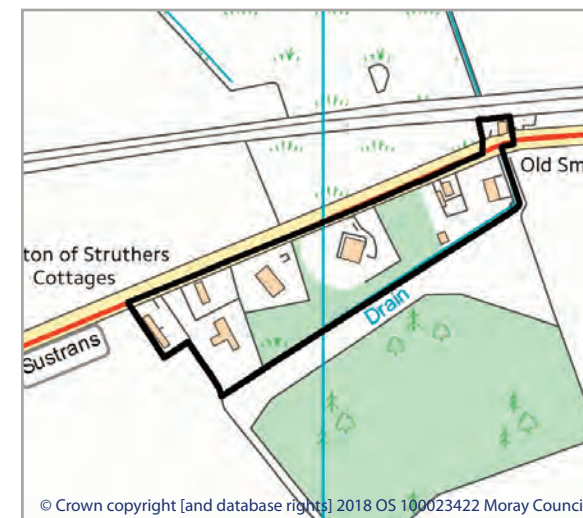 Old Sm
ton of Struthers
Cottages
Drain
Sustrans
© Crown copyright [and database rights] 2018 OS 100023422 Moray Counci